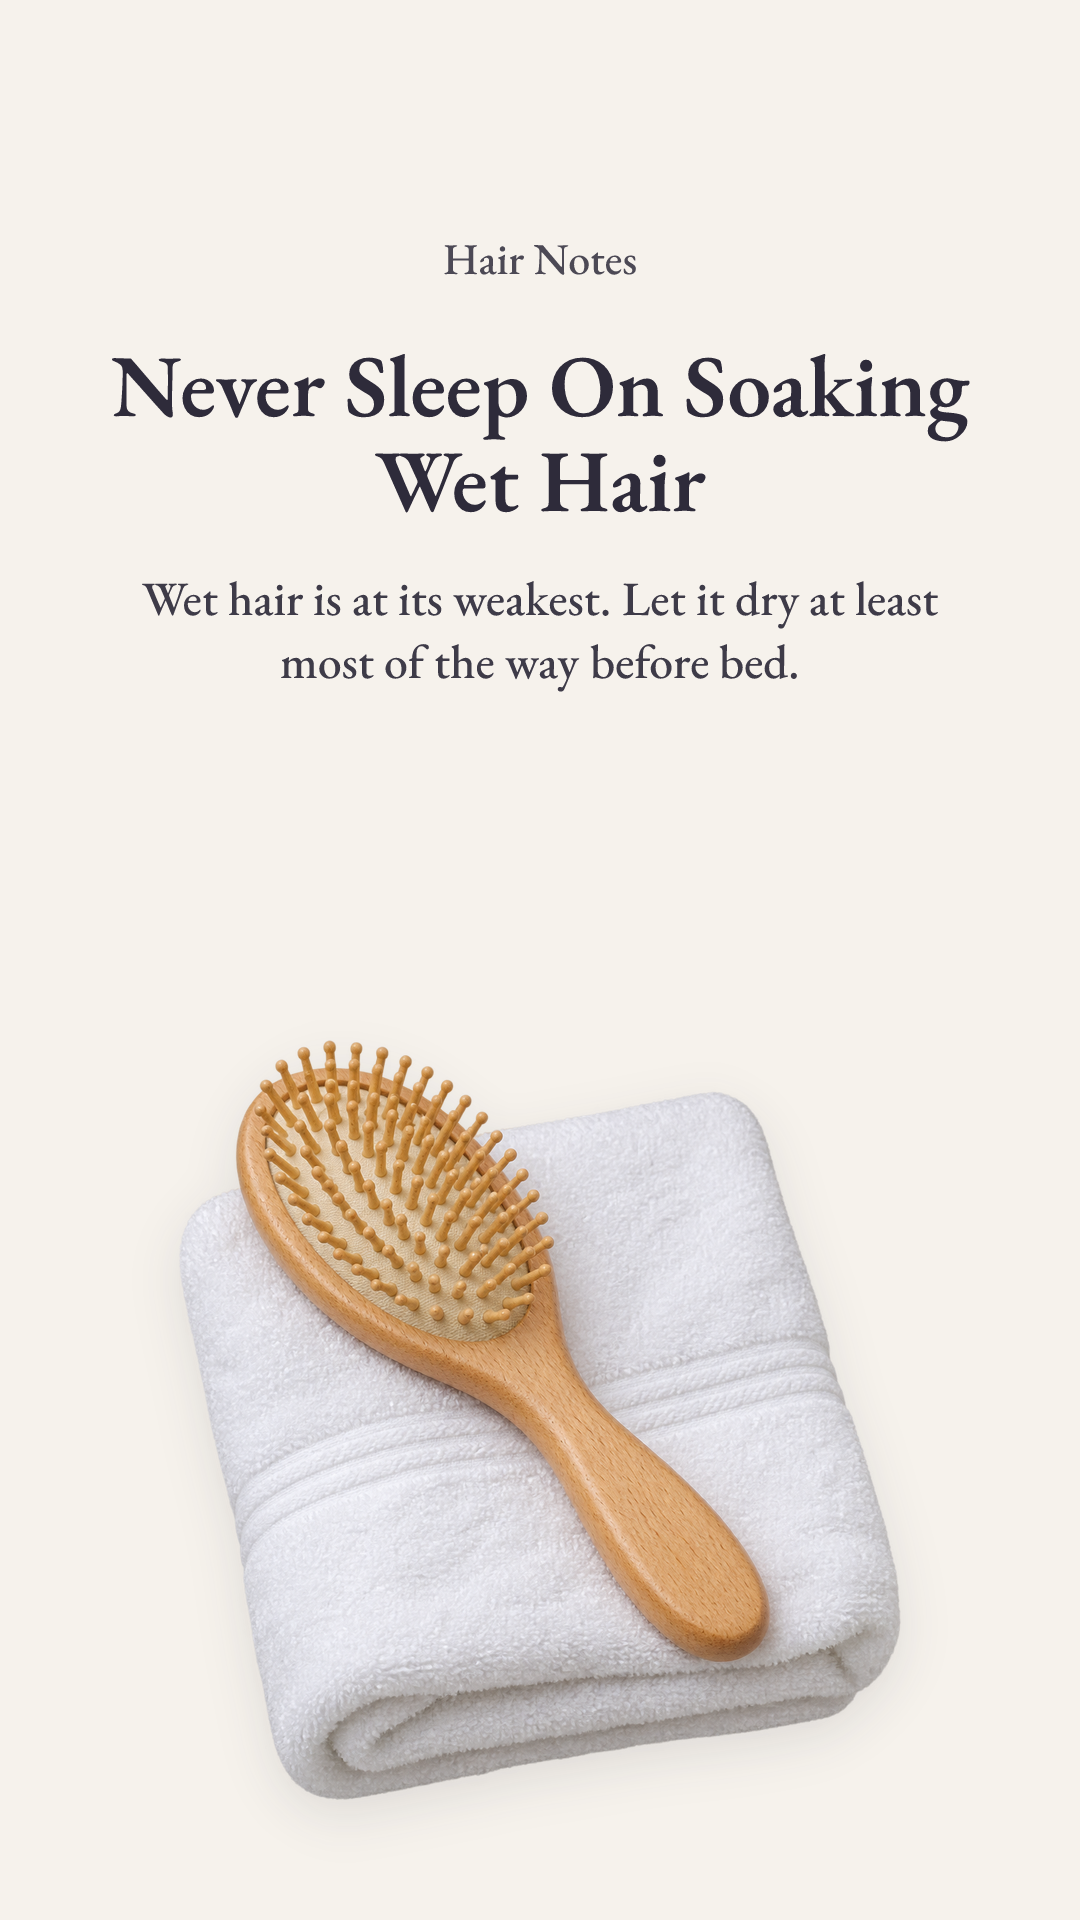 Hair Notes
Never Sleep On Soaking
Wet Hair
Wet hair is at its weakest. Let it dry at least
most of the way before bed.